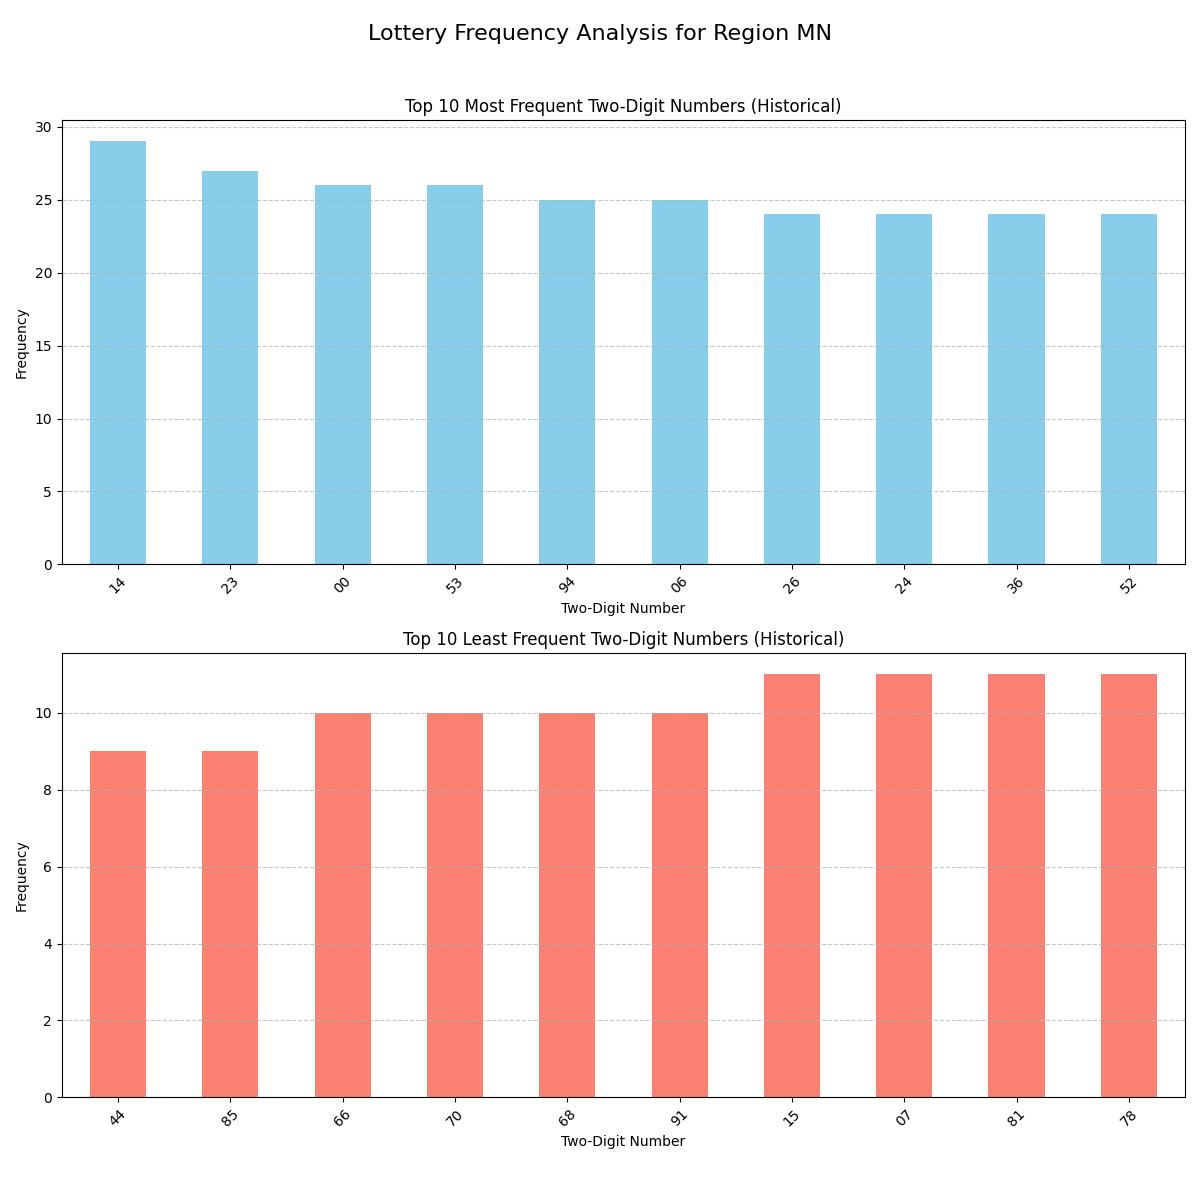 Lottery Frequency Analysis for Region MN
Top 10 Most Frequent Two-Digit Numbers (Historical)
30
25
20
15
10
5
0
Frequency
14 23 00 53 94 06 26 24 36 52
Two-Digit Number
Top 10 Least Frequent Two-Digit Numbers (Historical)
10
8
6
4
2
0
Frequency
44 85 66 70 68 91 15 07 81 78
Two-Digit Number